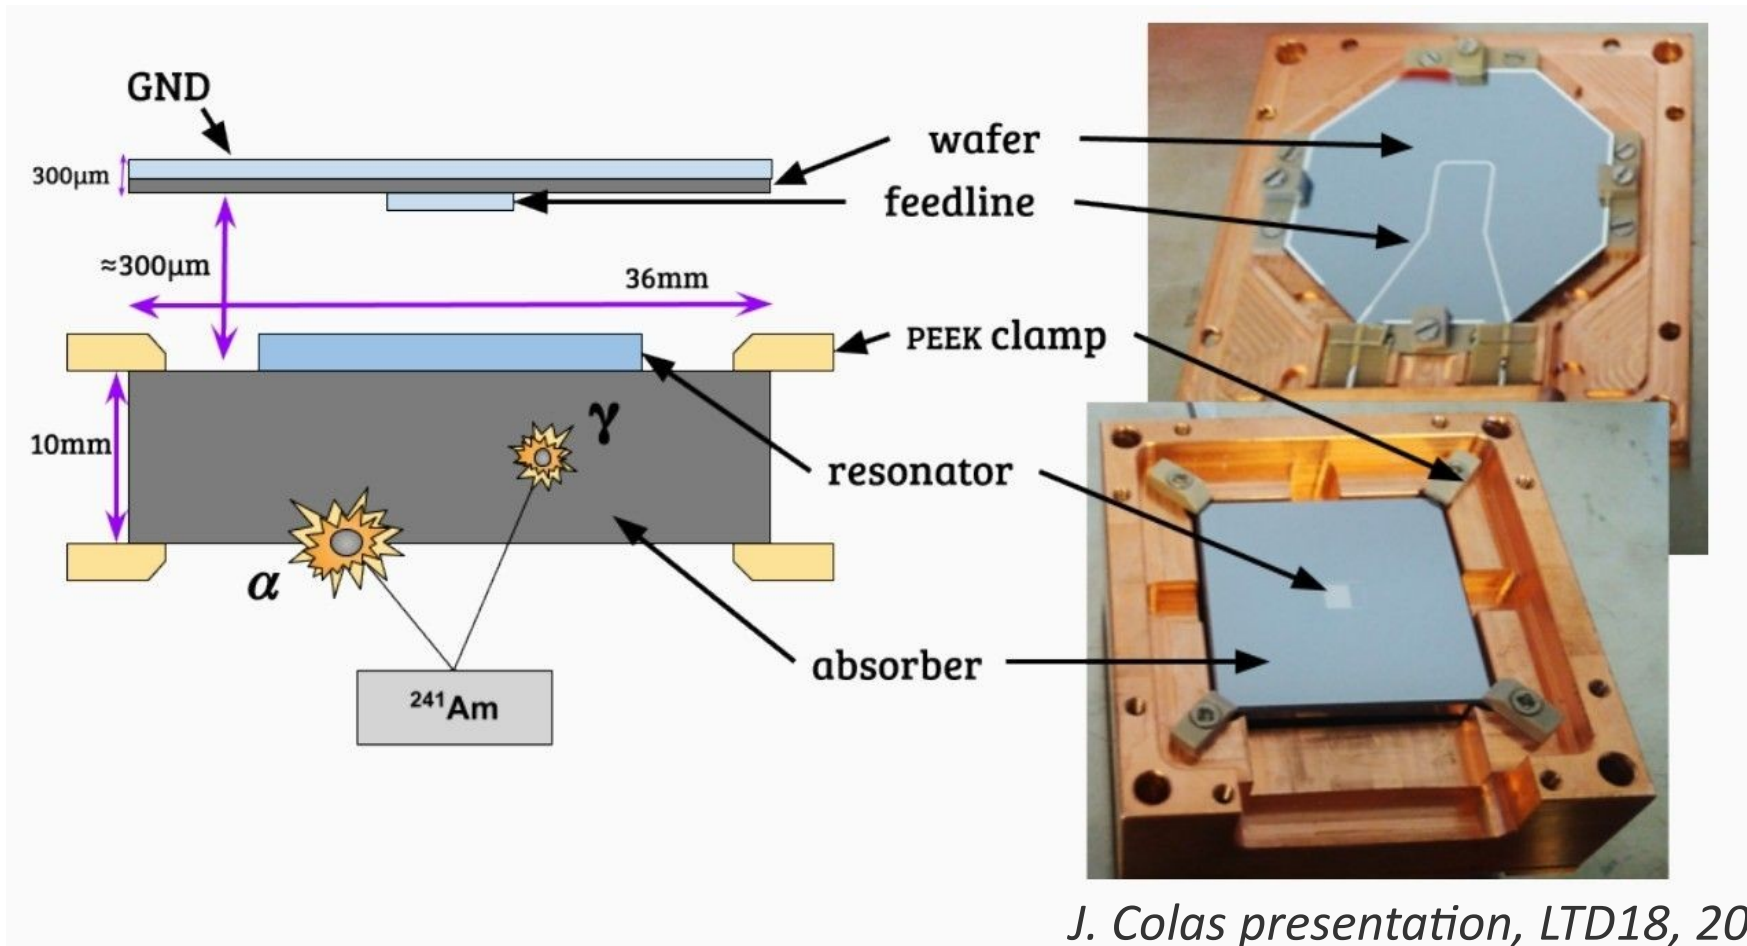 GND
300µm
wafer
feedline
≈300µm
36mm
PEEK clamp
10mm
γ
resonator
α
absorber
²⁴¹Am
J. Colas presentation, LTD18, 20